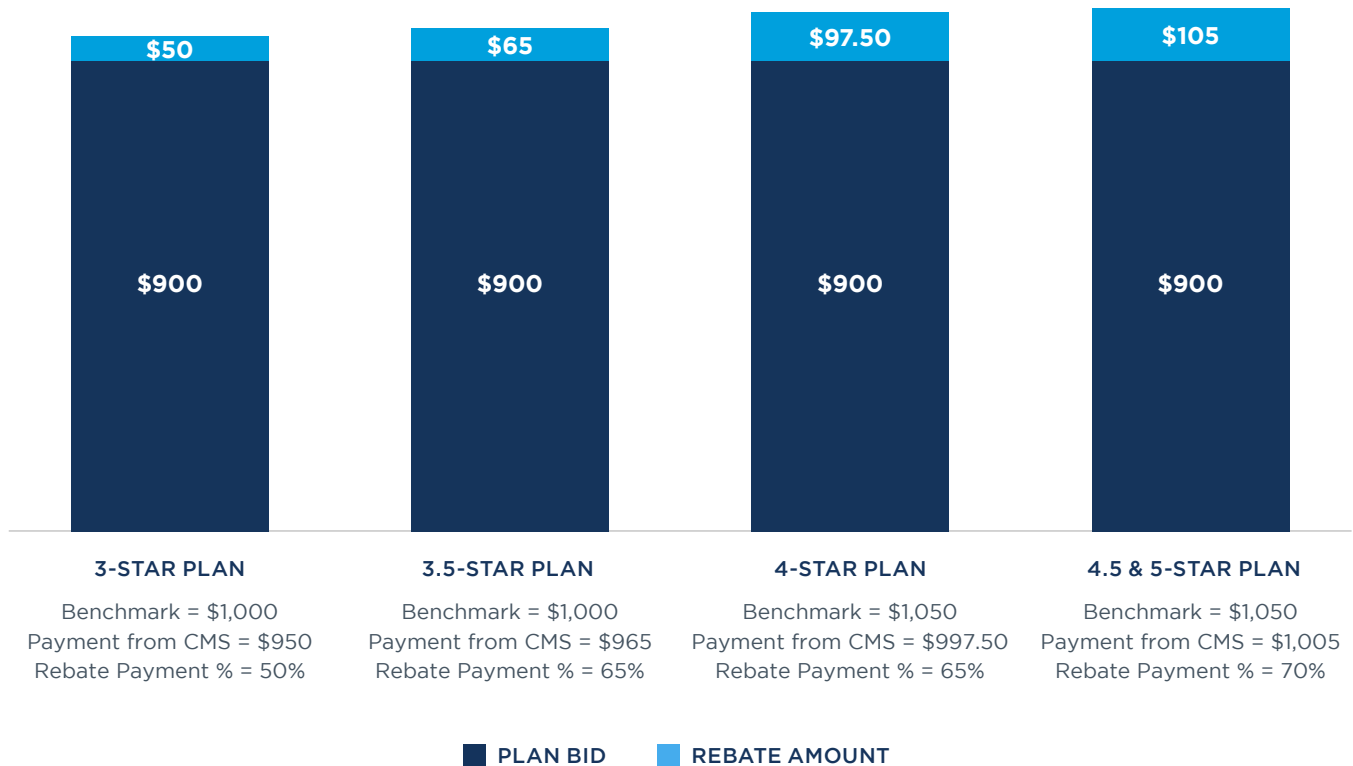 $50
$65
$97.50
$105
$900
$900
$900
$900
3-STAR PLAN
Benchmark = $1,000
Payment from CMS = $950
Rebate Payment % = 50%
3.5-STAR PLAN
Benchmark = $1,000
Payment from CMS = $965
Rebate Payment % = 65%
4-STAR PLAN
Benchmark = $1,050
Payment from CMS = $997.50
Rebate Payment % = 65%
4.5 & 5-STAR PLAN
Benchmark = $1,050
Payment from CMS = $1,005
Rebate Payment % = 70%
PLAN BID
REBATE AMOUNT